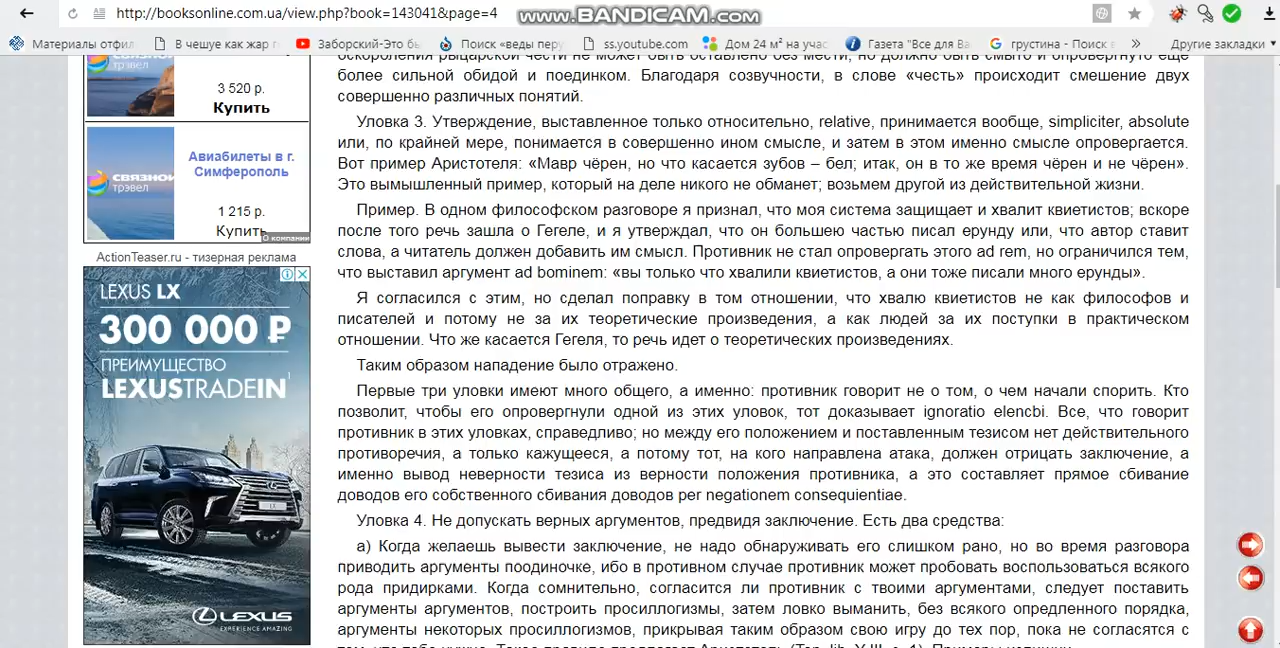 http://booksonline.com.ua/view.php?book=143041&page=4
www.BANDICAM.com
Материалы отфил
В чешуе как жар г
Заборский-Это бы
Поиск «веды перу
ss.youtube.com
Дом 24 м² на учас
Газета "Все для Ва
грустина - Поиск
Другие закладки
3 520 р.
Купить
СВЯЗНОЙ
трэвел
Авиабилеты в г.
Симферополь
1 215 р.
Купить
О компании
ActionTeaser.ru - тизерная реклама
LEXUS LX
300 000 ₽
ПРЕИМУЩЕСТВО
LEXUSTRADEIN1
LEXUS
EXPERIENCE AMAZING
оскорбления рыцарской чести не может быть оставлено без мести, но должно быть смыто и опровергнуто еще
более сильной обидой и поединком. Благодаря созвучности, в слове «честь» происходит смешение двух
совершенно различных понятий.
Уловка 3. Утверждение, выставленное только относительно, relative, принимается вообще, simpliciter, absolute
или, по крайней мере, понимается в совершенно ином смысле, и затем в этом именно смысле опровергается.
Вот пример Аристотеля: «Мавр чёрен, но что касается зубов – бел; итак, он в то же время чёрен и не чёрен».
Это вымышленный пример, который на деле никого не обманет; возьмем другой из действительной жизни.
Пример. В одном философском разговоре я признал, что моя система защищает и хвалит квиетистов; вскоре
после того речь зашла о Гегеле, и я утверждал, что он большею частью писал ерунду или, что автор ставит
слова, а читатель должен добавить им смысл. Противник не стал опровергать этого ad rem, но ограничился тем,
что выставил аргумент ad bominem: «вы только что хвалили квиетистов, а они тоже писали много ерунды».
Я согласился с этим, но сделал поправку в том отношении, что хвалю квиетистов не как философов и
писателей и потому не за их теоретические произведения, а как людей за их поступки в практическом
отношении. Что же касается Гегеля, то речь идет о теоретических произведениях.
Таким образом нападение было отражено.
Первые три уловки имеют много общего, а именно: противник говорит не о том, о чем начали спорить. Кто
позволит, чтобы его опровергнули одной из этих уловок, тот доказывает ignoratio elencbi. Все, что говорит
противник в этих уловках, справедливо; но между его положением и поставленным тезисом нет действительного
противоречия, а только кажущееся, а потому тот, на кого направлена атака, должен отрицать заключение, а
именно вывод неверности тезиса из верности положения противника, а это составляет прямое сбивание
доводов его собственного сбивания доводов per negationem consequientiae.
Уловка 4. Не допускать верных аргументов, предвидя заключение. Есть два средства:
а) Когда желаешь вывести заключение, не надо обнаруживать его слишком рано, но во время разговора
приводить аргументы поодиночке, ибо в противном случае противник может пробовать воспользоваться всякого
рода придирками. Когда сомнительно, согласится ли противник с твоими аргументами, следует поставить
аргументы аргументов, построить просиллогизмы, затем ловко выманить, без всякого опредленного порядка,
аргументы некоторых просиллогизмов, прикрывая таким образом свою игру до тех пор, пока не согласятся с